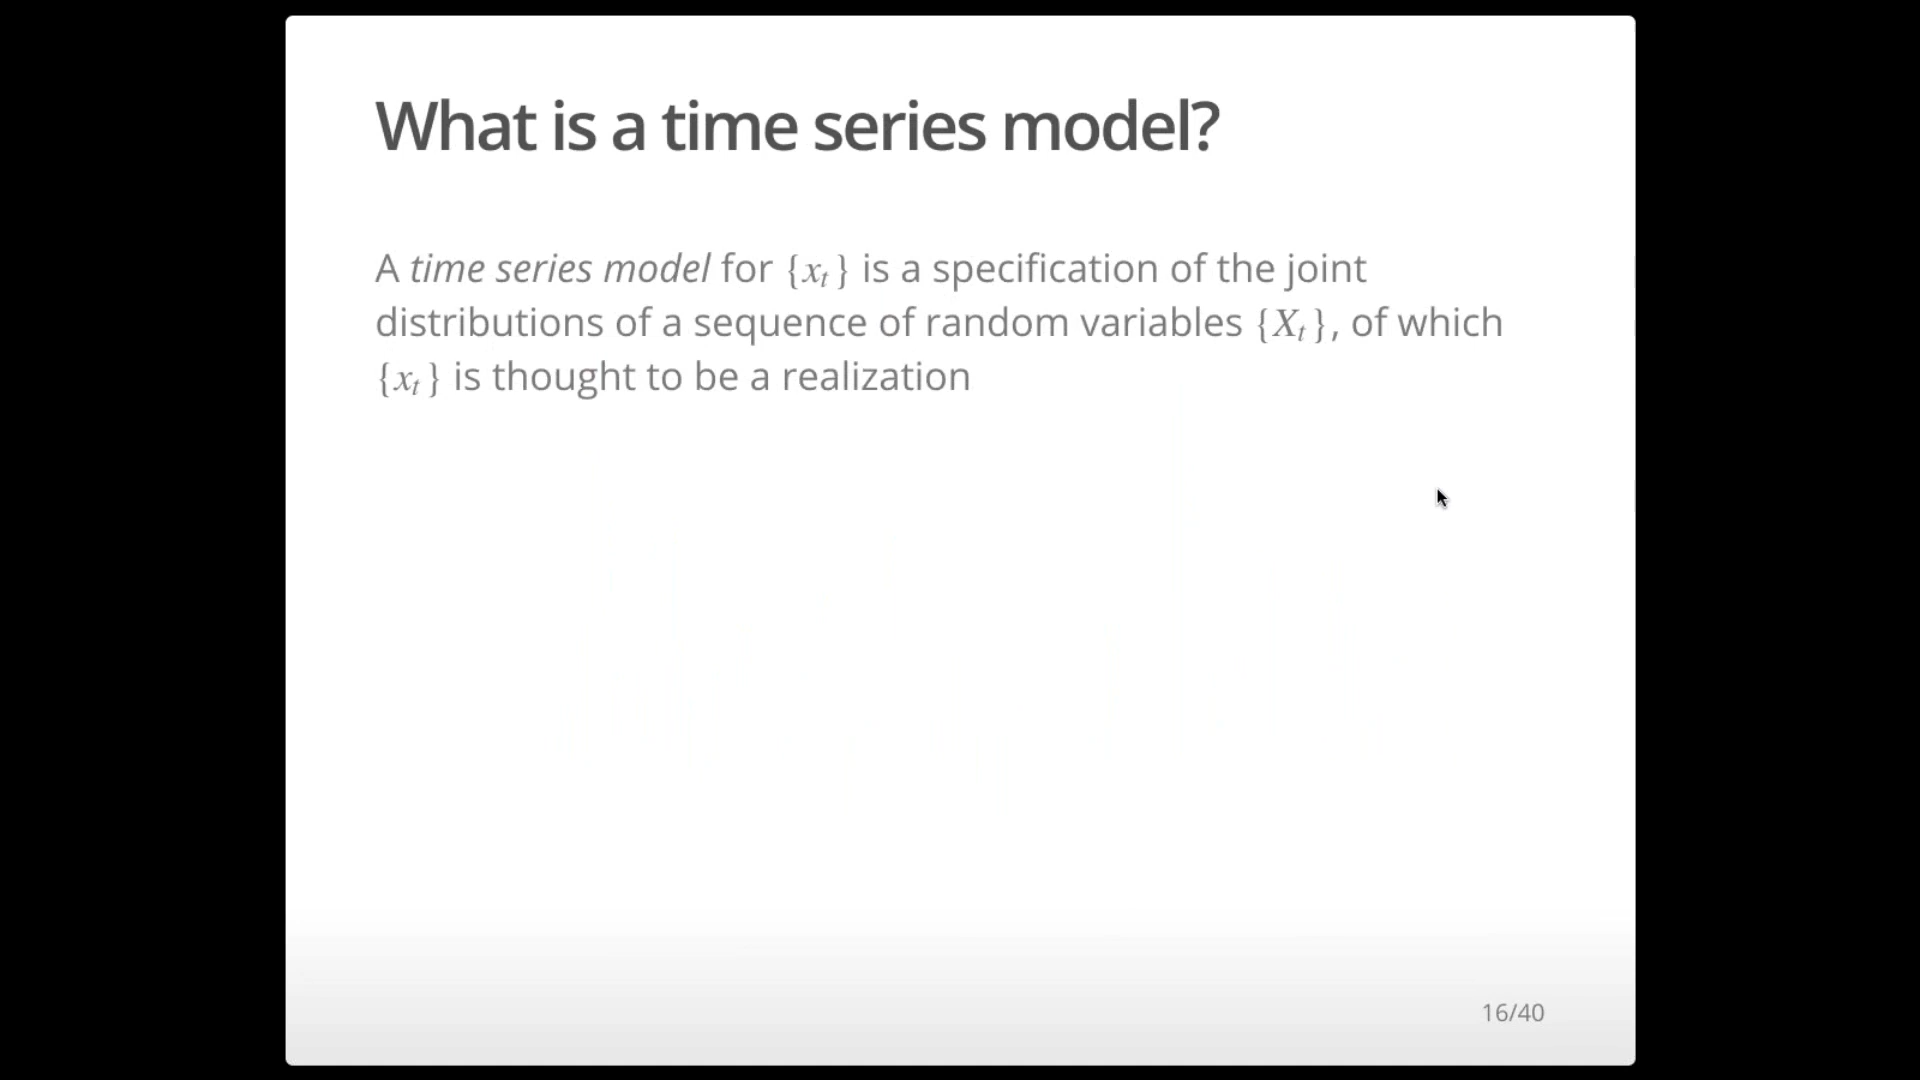 What is a time series model?
A time series model for {xₜ} is a specification of the joint
distributions of a sequence of random variables {Xₜ}, of which
{xₜ} is thought to be a realization
16/40